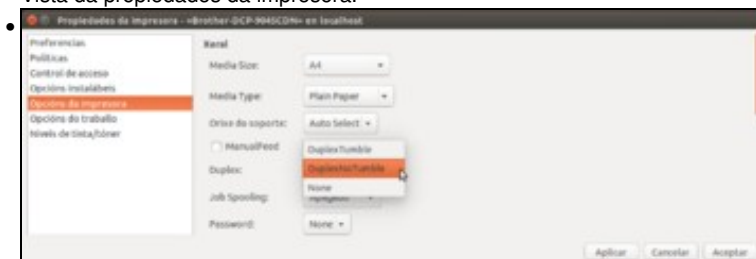 Vista da propiedades da impresora.
Propiedades da impresora - «Brother-DCP-9045CDN» en localhost
Preferencias
Políticas
Control de acceso
Opcións instalábeis
Opcións da impresora
Opcións do traballo
Niveis de tinta/tóner
Xeral
Media Size: A4
Media Type: Plain Paper
Orixe do soporte: Auto Select
ManualFeed
Duplex:
DuplexTumble
DuplexNoTumble
None
Job Spooling:
Password: None
Aplicar Cancelar Aceptar